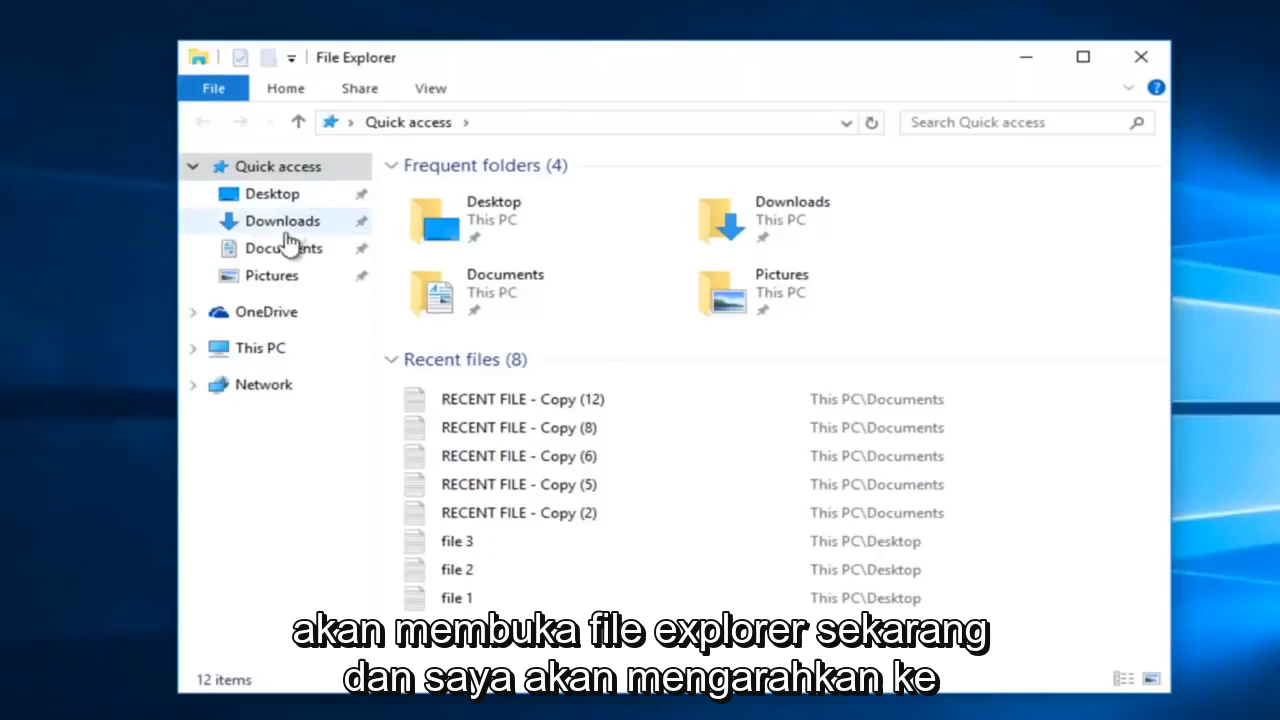 File Explorer
File Home Share View
Quick access
Search Quick access
Quick access
Desktop
Downloads
Documents
Pictures
OneDrive
This PC
Network
Frequent folders (4)
Desktop
This PC
Downloads
This PC
Documents
This PC
Pictures
This PC
Recent files (8)
RECENT FILE - Copy (12) This PC\Documents
RECENT FILE - Copy (8) This PC\Documents
RECENT FILE - Copy (6) This PC\Documents
RECENT FILE - Copy (5) This PC\Documents
RECENT FILE - Copy (2) This PC\Documents
file 3 This PC\Desktop
file 2 This PC\Desktop
file 1 This PC\Desktop
akan membuka file explorer sekarang
dan saya akan mengarahkan ke
12 items